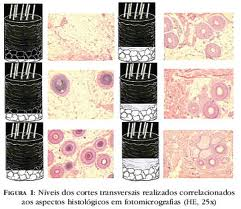 FIGURA 1: Níveis dos cortes transversais realizados correlacionados
aos aspectos histológicos em fotomicrografias (HE, 25x)